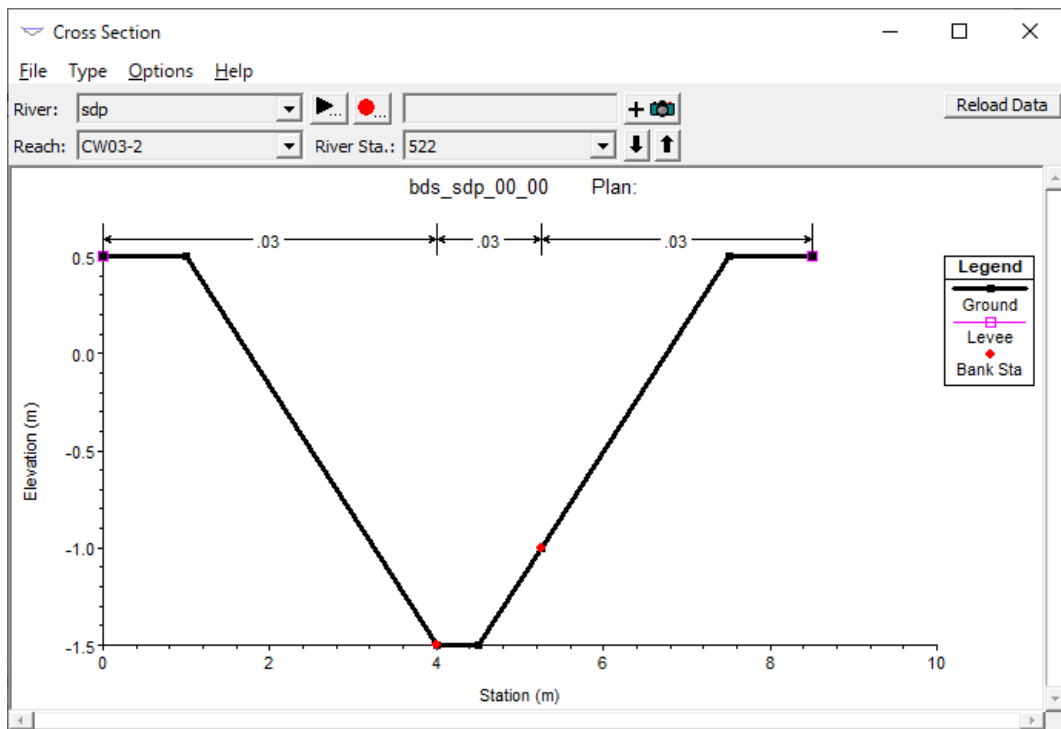 Cross Section
File Type Options Help
River: sdp ... ... + Reload Data
Reach: CW03-2 River Sta.: 522
bds_sdp_00_00 Plan:
.03 .03 .03
Legend
Ground
Levee
Bank Sta
0.5
0.0
-0.5
-1.0
-1.5
Elevation (m)
0 2 4 6 8 10
Station (m)